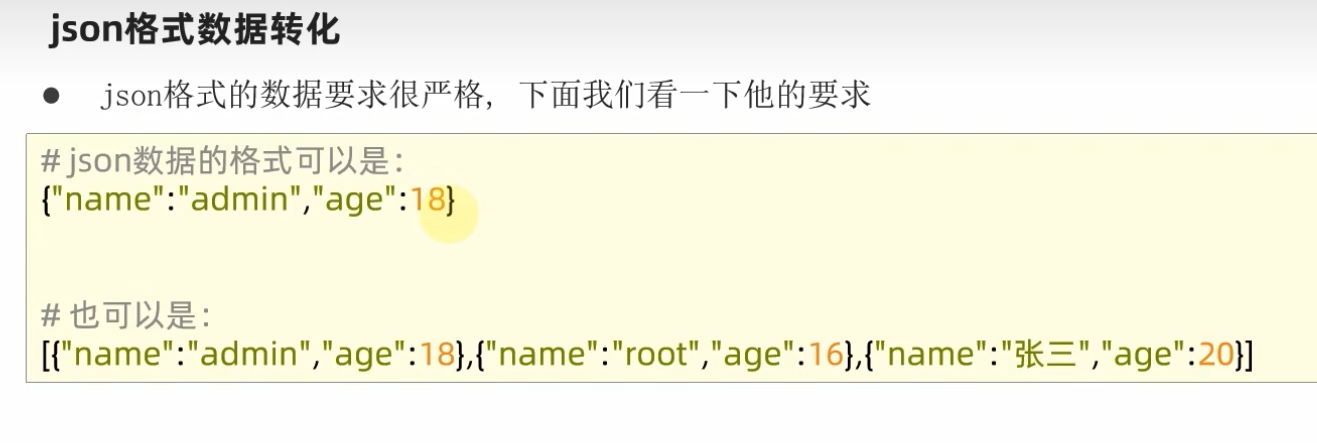 json格式数据转化
● json格式的数据要求很严格，下面我们看一下他的要求
# json数据的格式可以是：
{"name":"admin","age":18}
# 也可以是：
[{"name":"admin","age":18},{"name":"root","age":16},{"name":"张三","age":20}]